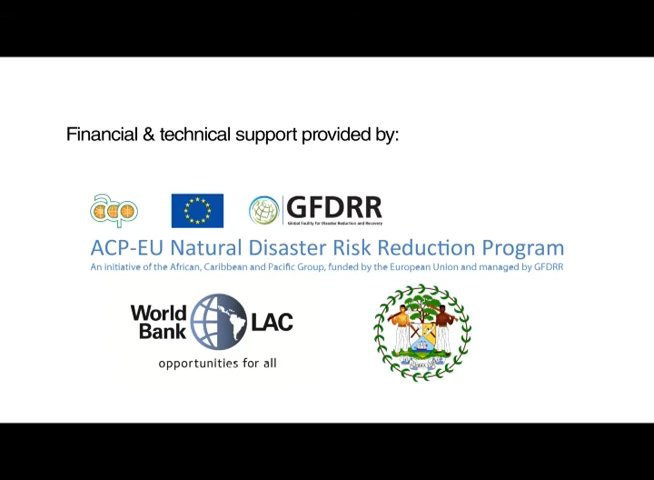 Financial & technical support provided by:
acp
GFDRR
Global Facility for Disaster Reduction and Recovery
ACP-EU Natural Disaster Risk Reduction Program
An initiative of the African, Caribbean and Pacific Group, funded by the European Union and managed by GFDRR
World Bank LAC
opportunities for all